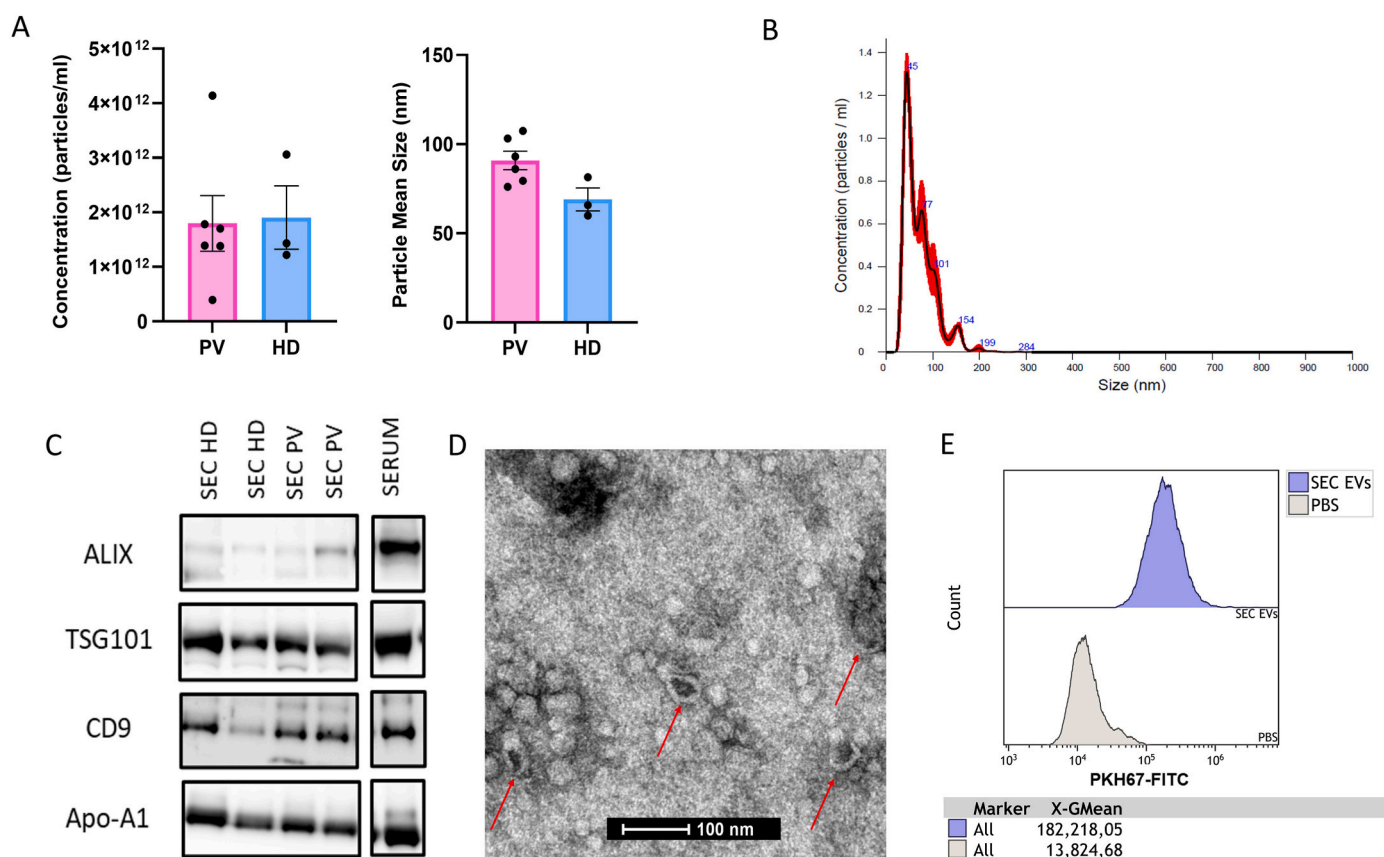 A
Concentration (particles/ml)
5×10¹²
4×10¹²
3×10¹²
2×10¹²
1×10¹²
0
PV
HD
Particle Mean Size (nm)
150
100
50
0
PV
HD
B
Concentration (particles / ml)
1.4
1.2
1.0
0.8
0.6
0.4
0.2
0
45
77
101
154
199
284
0
100
200
300
400
500
600
700
800
900
1000
Size (nm)
C
SEC HD
SEC HD
SEC PV
SEC PV
SERUM
ALIX
TSG101
CD9
Apo-A1
D
100 nm
E
Count
SEC EVs
PBS
SEC EVs
PBS
10³
10⁴
10⁵
10⁶
PKH67-FITC
Marker X-GMean
All 182,218,05
All 13,824,68